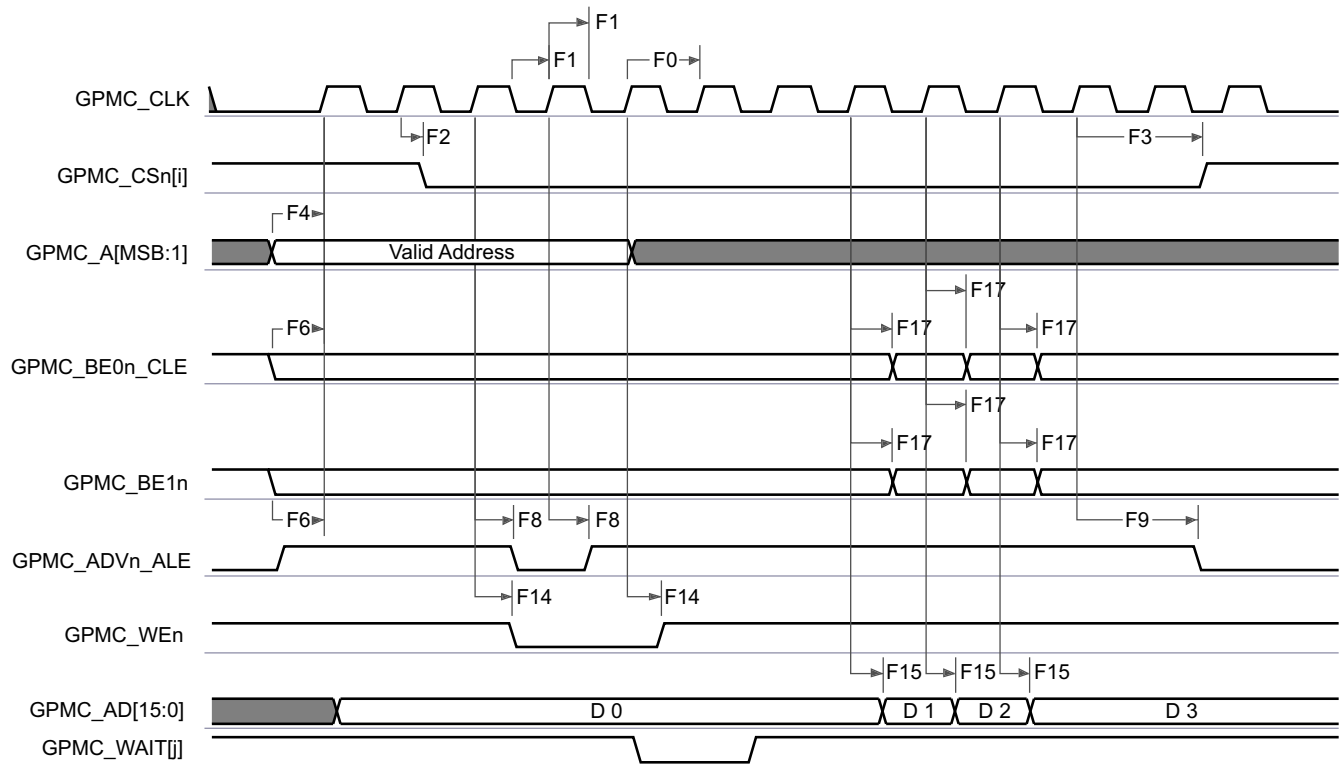 F1
F1
F0
GPMC_CLK
F2
F3
GPMC_CSn[i]
F4
GPMC_A[MSB:1]
Valid Address
F17
F6
F17
F17
GPMC_BE0n_CLE
F17
F17
F17
GPMC_BE1n
F6
F8
F8
F9
GPMC_ADVn_ALE
F14
F14
GPMC_WEn
F15
F15
F15
GPMC_AD[15:0]
D 0
D 1
D 2
D 3
GPMC_WAIT[j]